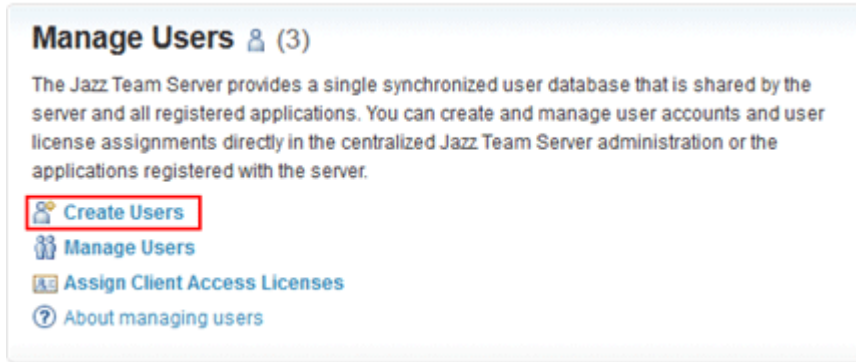 Manage Users (3)
The Jazz Team Server provides a single synchronized user database that is shared by the
server and all registered applications. You can create and manage user accounts and user
license assignments directly in the centralized Jazz Team Server administration or the
applications registered with the server.
Create Users
Manage Users
Assign Client Access Licenses
? About managing users